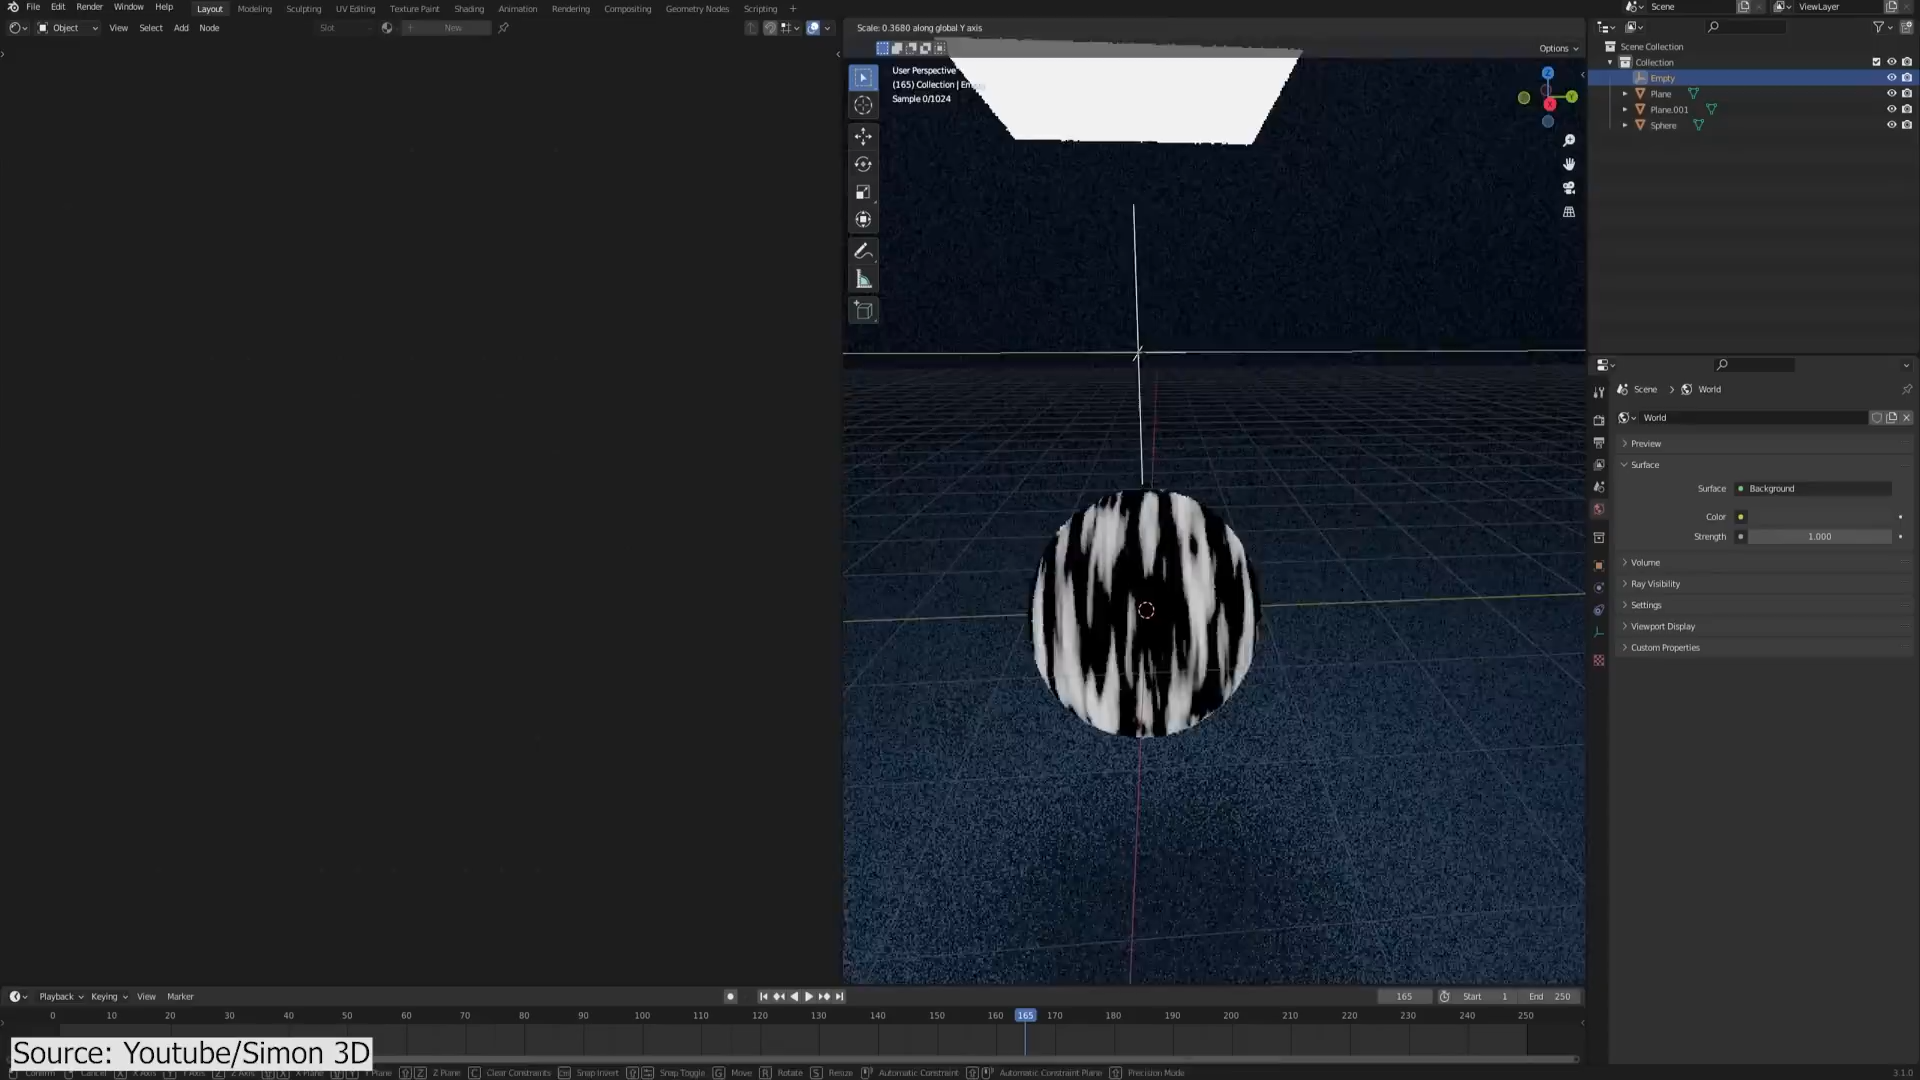 File Edit Render Window Help Layout Modeling Sculpting UV Editing Texture Paint Shading Animation Rendering Compositing Geometry Nodes Scripting + Scene ViewLayer
Object View Select Add Node Slot New
Scale: 0.3680 along global Y axis
Options
User Perspective
(165) Collection | Em
Sample 0/1024
Z
Y
X
Scene Collection
Collection
Empty
Plane
Plane.001
Sphere
Scene > World
World
Preview
Surface
Surface Background
Color
Strength 1.000
Volume
Ray Visibility
Settings
Viewport Display
Custom Properties
Playback Keying View Marker 165 Start 1 End 250
0 10 20 30 40 50 60 70 80 90 100 110 120 130 140 150 160 165 170 180 190 200 210 220 230 240 250
Source: Youtube/Simon 3D
Z Plane C Clear Constraints Snap Invert Snap Toggle G Move R Rotate S Resize Automatic Constraint Automatic Constraint Plane Precision Mode 3.1.0